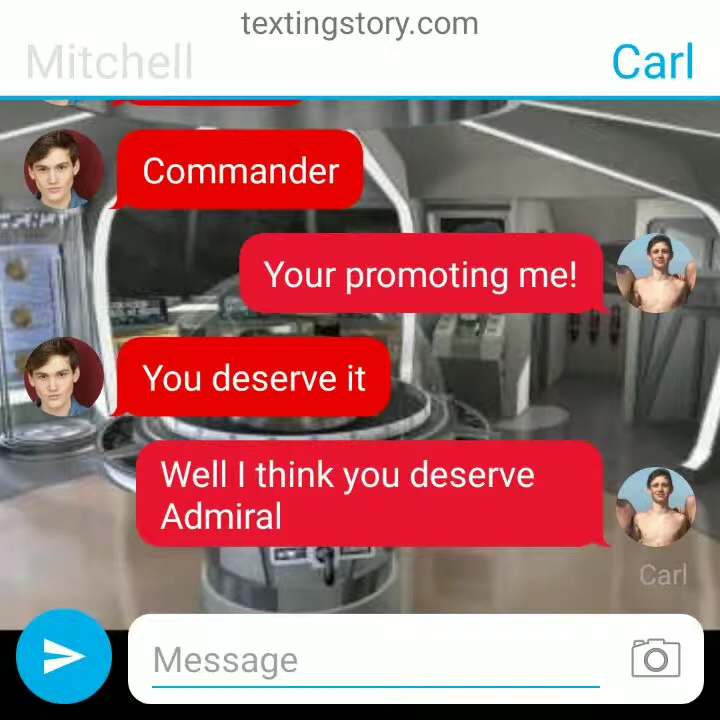 textingstory.com
Mitchell
Carl
Commander
Your promoting me!
You deserve it
Well I think you deserve
Admiral
Carl
Message